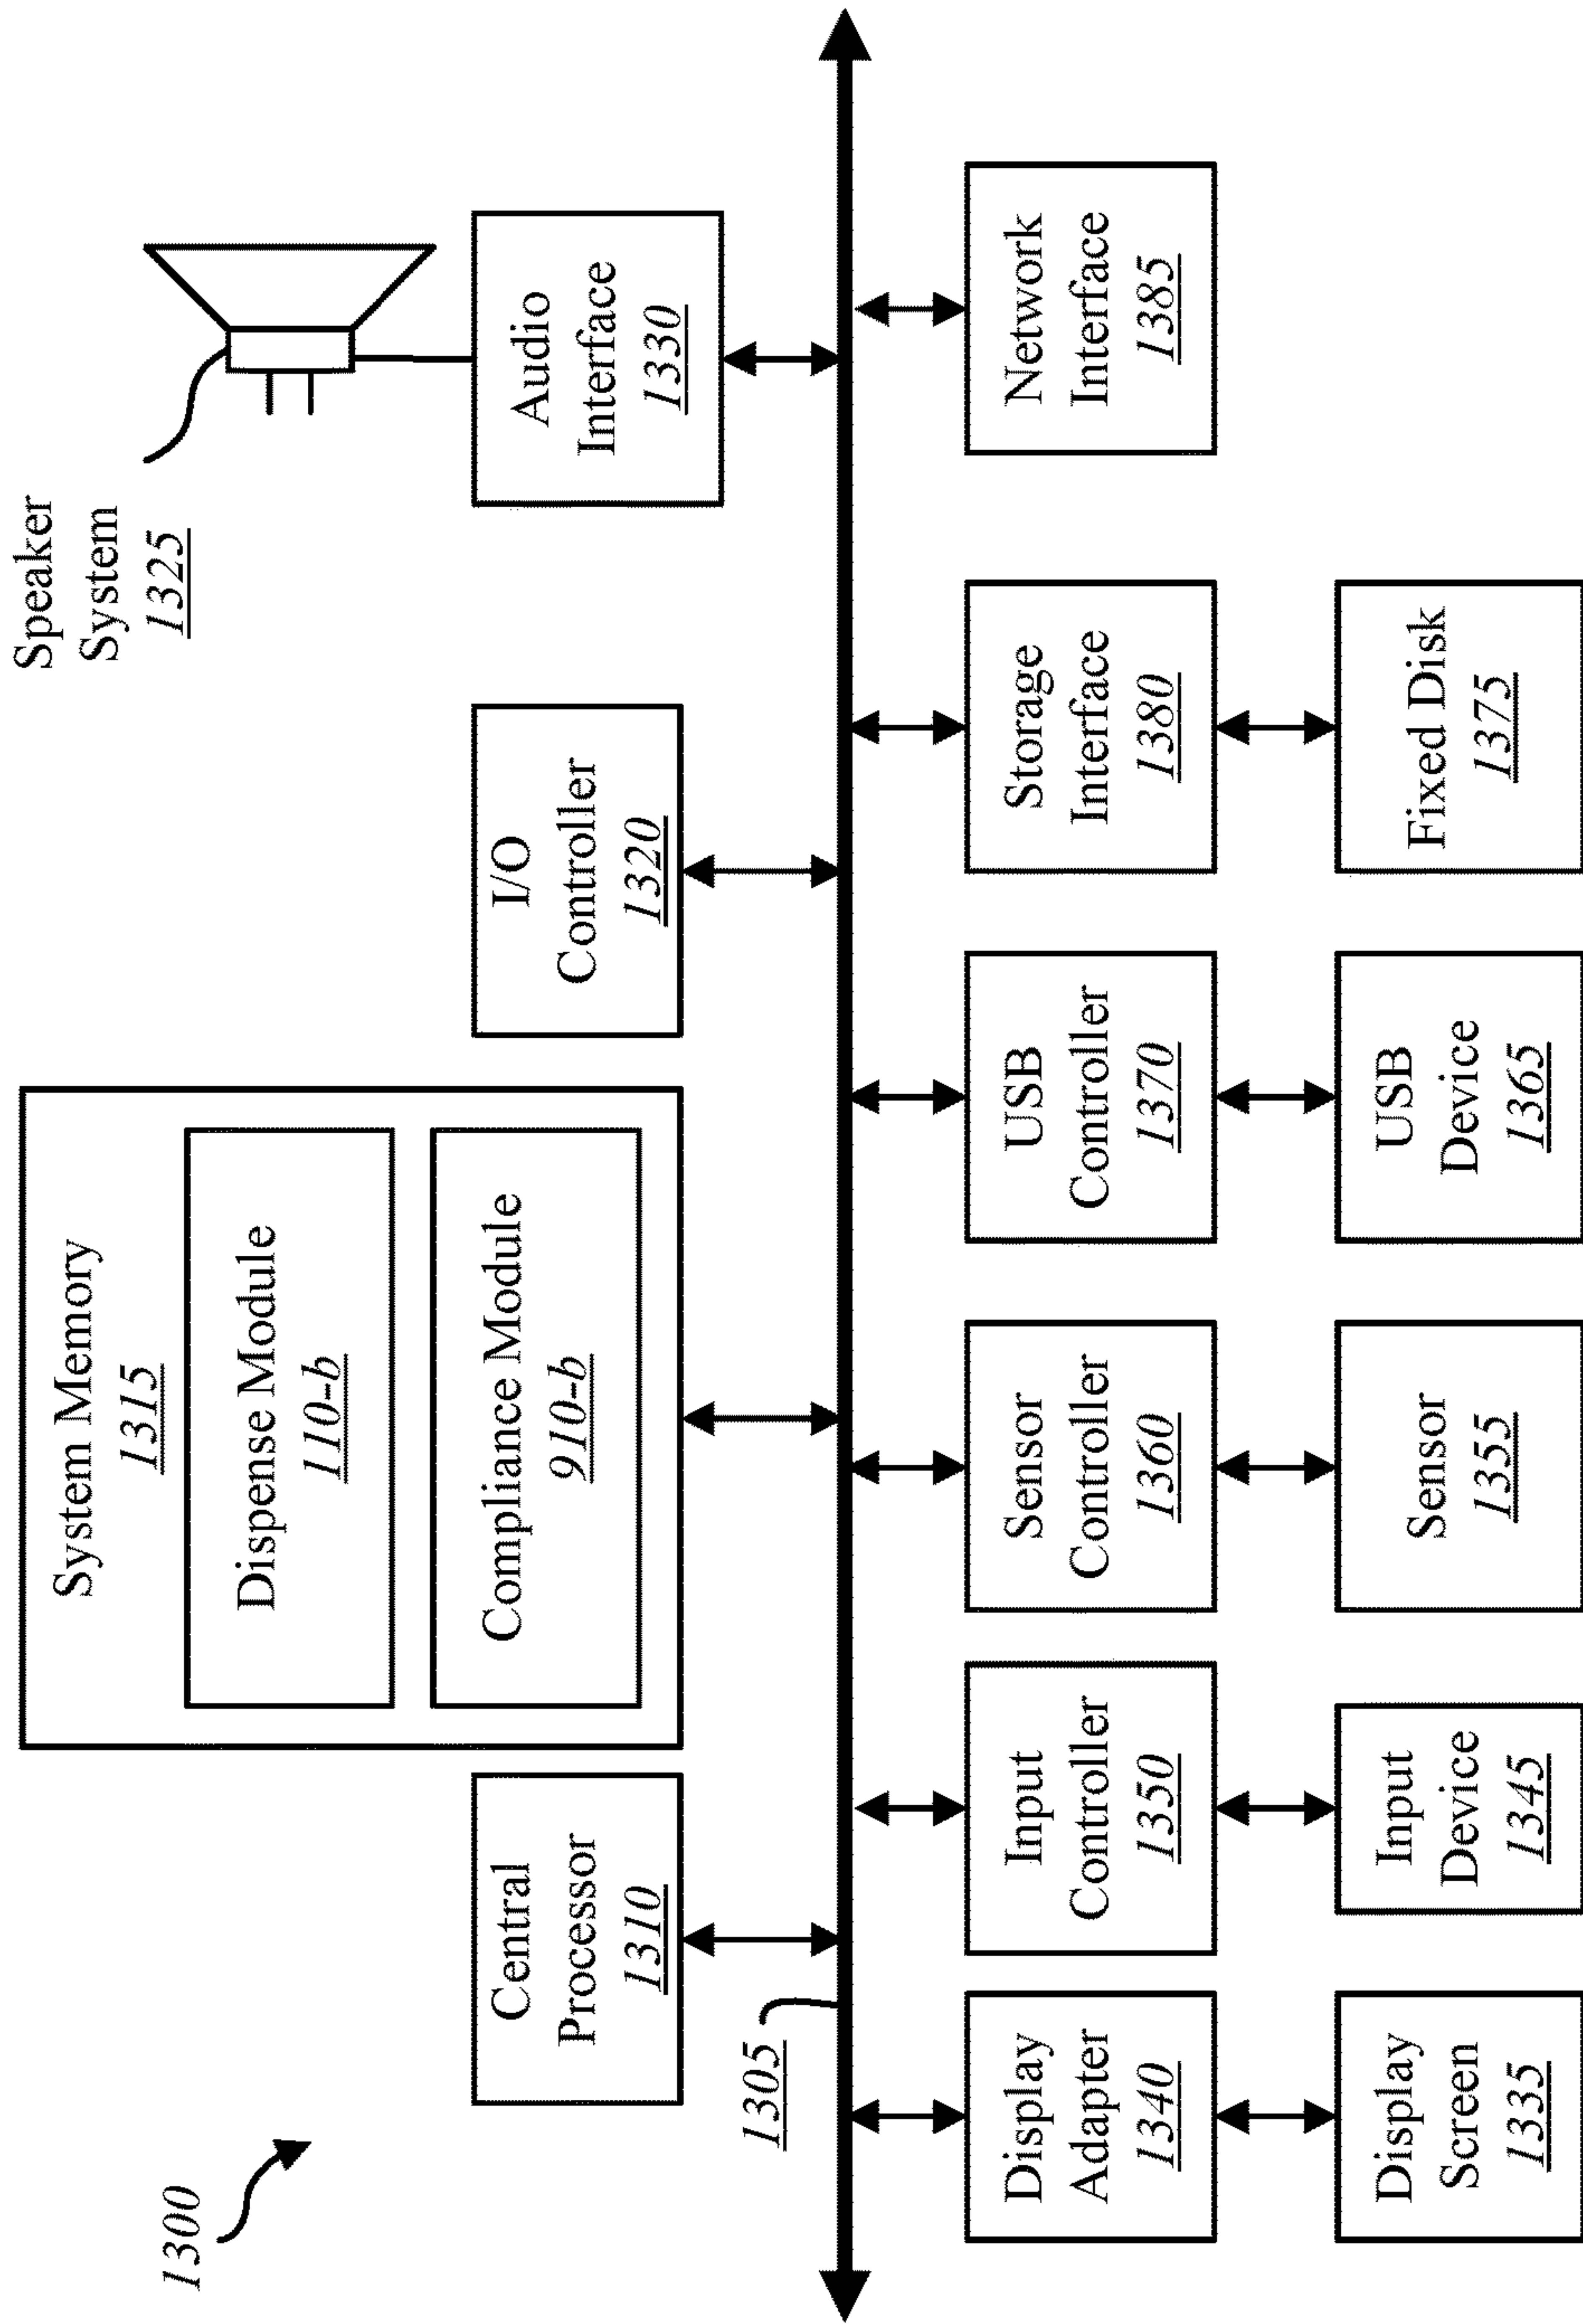 1300
Speaker
System
1325
System Memory
1315
Dispense Module
110-b
Compliance Module
910-b
Central
Processor
1310
I/O
Controller
1320
Audio
Interface
1330
1305
Display
Adapter
1340
Input
Controller
1350
Sensor
Controller
1360
USB
Controller
1370
Storage
Interface
1380
Network
Interface
1385
Display
Screen
1335
Input
Device
1345
Sensor
1355
USB
Device
1365
Fixed Disk
1375